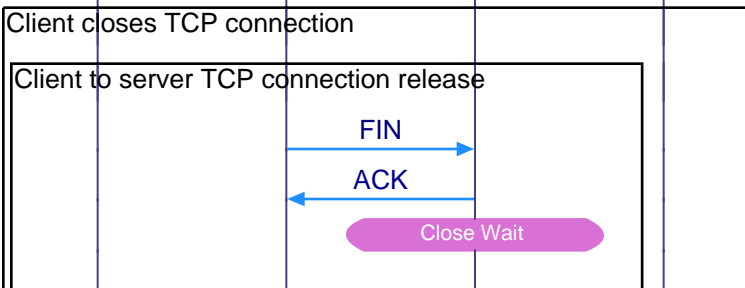 Client closes TCP connection
Client to server TCP connection release
FIN
ACK
Close Wait